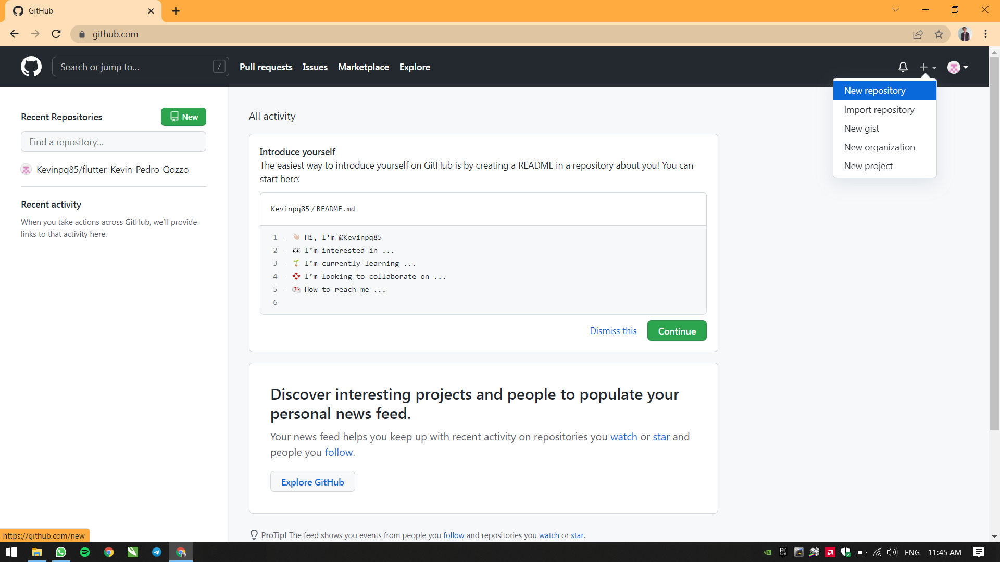 GitHub
github.com
Search or jump to... /
Pull requests Issues Marketplace Explore
New repository
Import repository
New gist
New organization
New project
Recent Repositories
New
Find a repository...
Kevinpq85/flutter_Kevin-Pedro-Qozzo
Recent activity
When you take actions across GitHub, we'll provide
links to that activity here.
All activity
Introduce yourself
The easiest way to introduce yourself on GitHub is by creating a README in a repository about you! You can
start here:
Kevinpq85 / README.md
1 - 👋 Hi, I'm @Kevinpq85
2 - 👀 I'm interested in ...
3 - 🌱 I'm currently learning ...
4 - 💞 I'm looking to collaborate on ...
5 - 📫 How to reach me ...
6
Dismiss this
Continue
Discover interesting projects and people to populate your
personal news feed.
Your news feed helps you keep up with recent activity on repositories you watch or star and
people you follow.
Explore GitHub
ProTip! The feed shows you events from people you follow and repositories you watch or star.
https://github.com/new
EPIC GAMES
ENG 11:45 AM